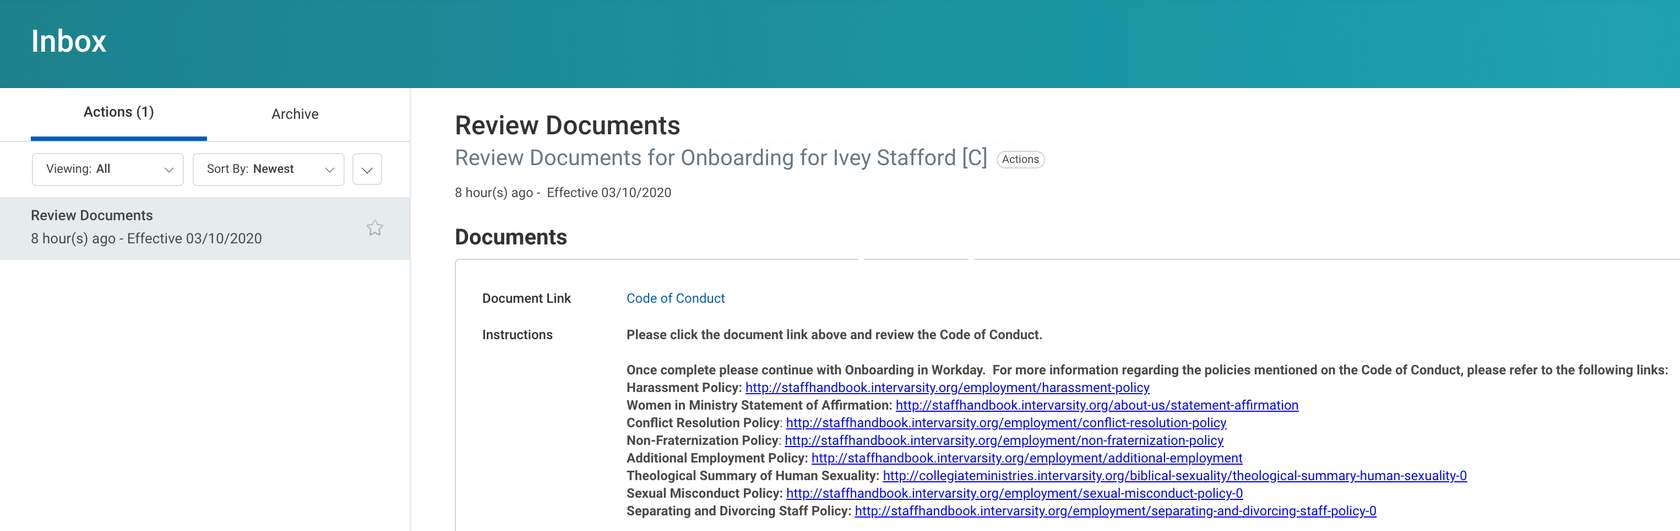 Inbox
Actions (1)
Archive
Viewing: All
Sort By: Newest
Review Documents
8 hour(s) ago - Effective 03/10/2020
Review Documents
Review Documents for Onboarding for Ivey Stafford [C] Actions
8 hour(s) ago - Effective 03/10/2020
Documents
Document Link Code of Conduct
Instructions Please click the document link above and review the Code of Conduct.
Once complete please continue with Onboarding in Workday. For more information regarding the policies mentioned on the Code of Conduct, please refer to the following links:
Harassment Policy: http://staffhandbook.intervarsity.org/employment/harassment-policy
Women in Ministry Statement of Affirmation: http://staffhandbook.intervarsity.org/about-us/statement-affirmation
Conflict Resolution Policy: http://staffhandbook.intervarsity.org/employment/conflict-resolution-policy
Non-Fraternization Policy: http://staffhandbook.intervarsity.org/employment/non-fraternization-policy
Additional Employment Policy: http://staffhandbook.intervarsity.org/employment/additional-employment
Theological Summary of Human Sexuality: http://collegiateministries.intervarsity.org/biblical-sexuality/theological-summary-human-sexuality-0
Sexual Misconduct Policy: http://staffhandbook.intervarsity.org/employment/sexual-misconduct-policy-0
Separating and Divorcing Staff Policy: http://staffhandbook.intervarsity.org/employment/separating-and-divorcing-staff-policy-0